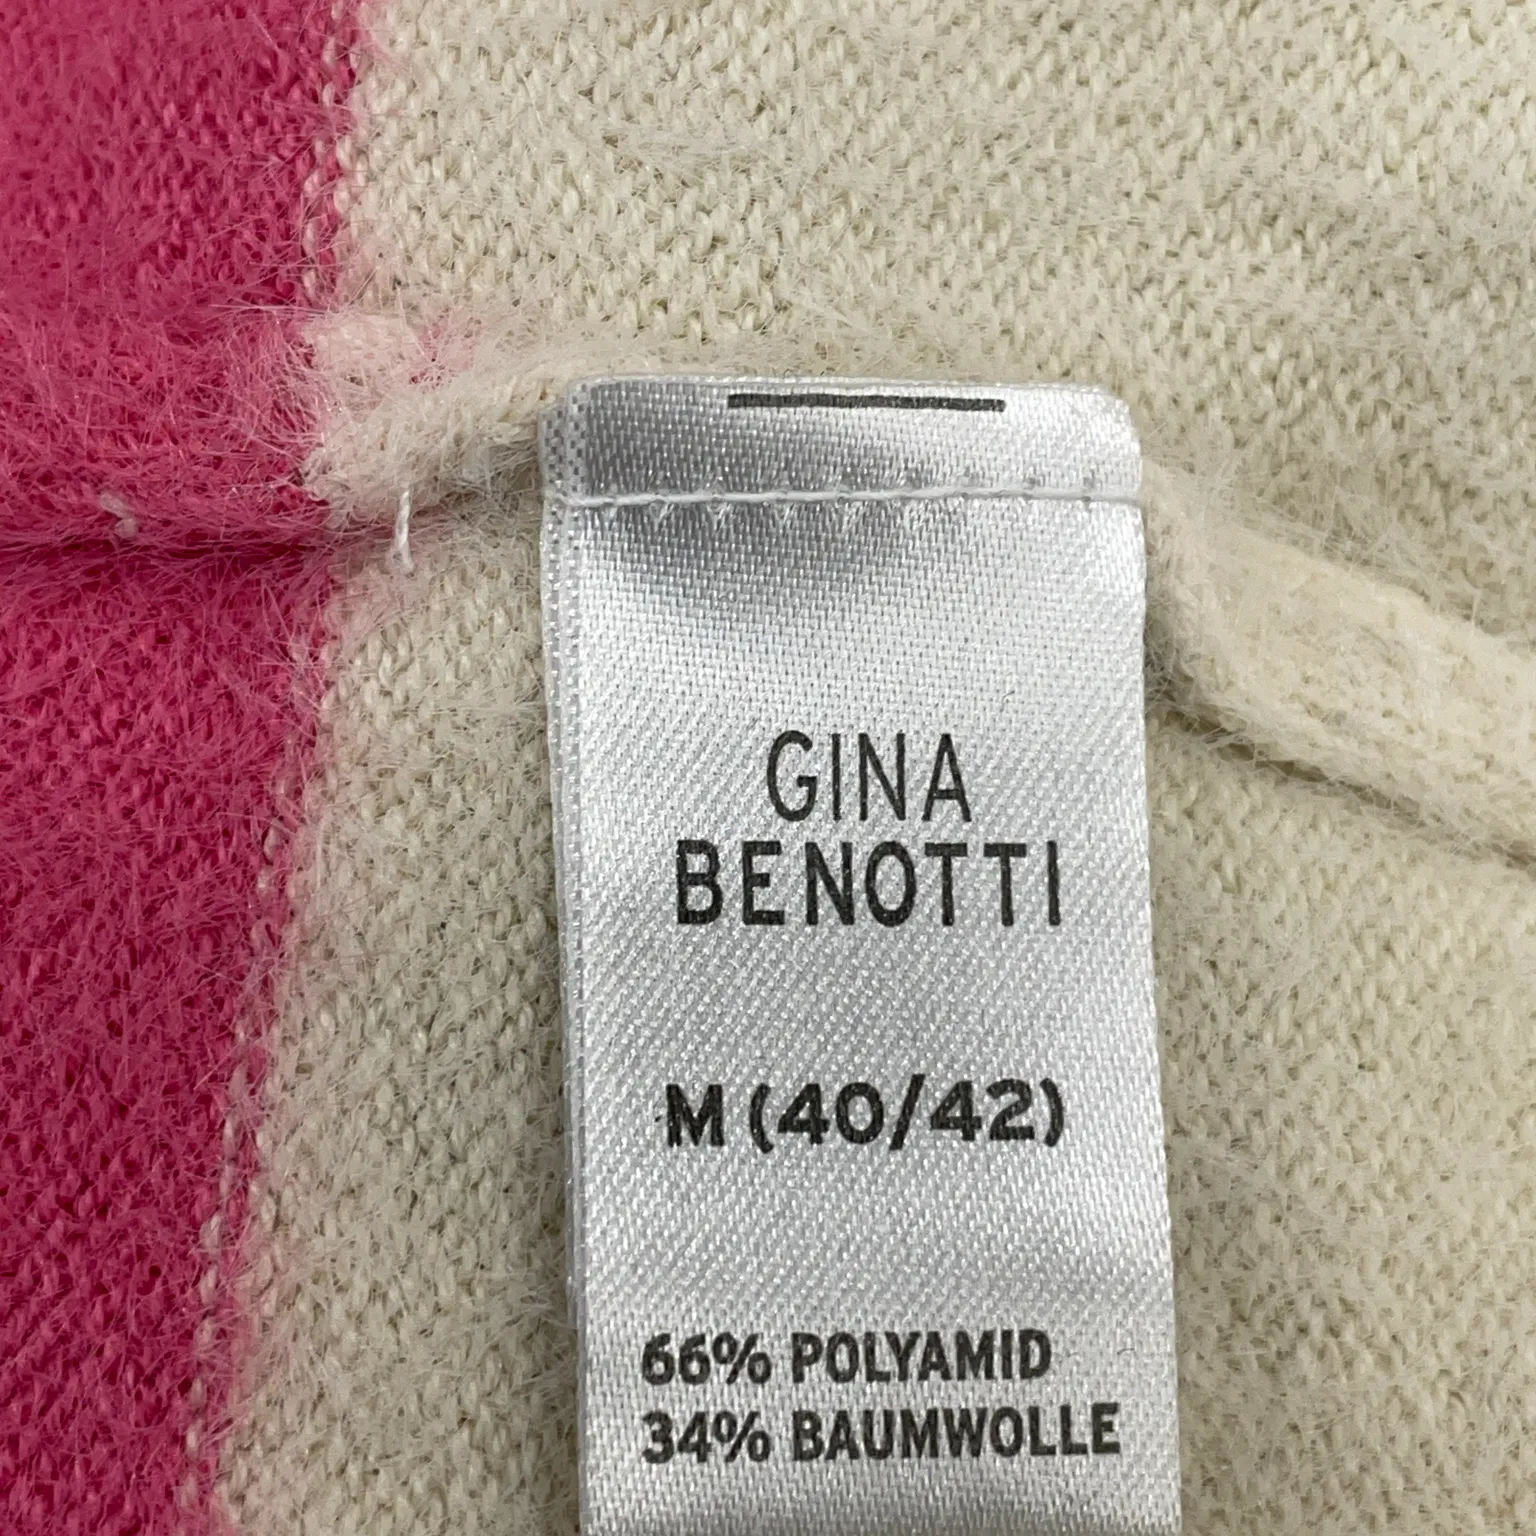 GINA
BENOTTI
M (40/42)
66% POLYAMID
34% BAUMWOLLE